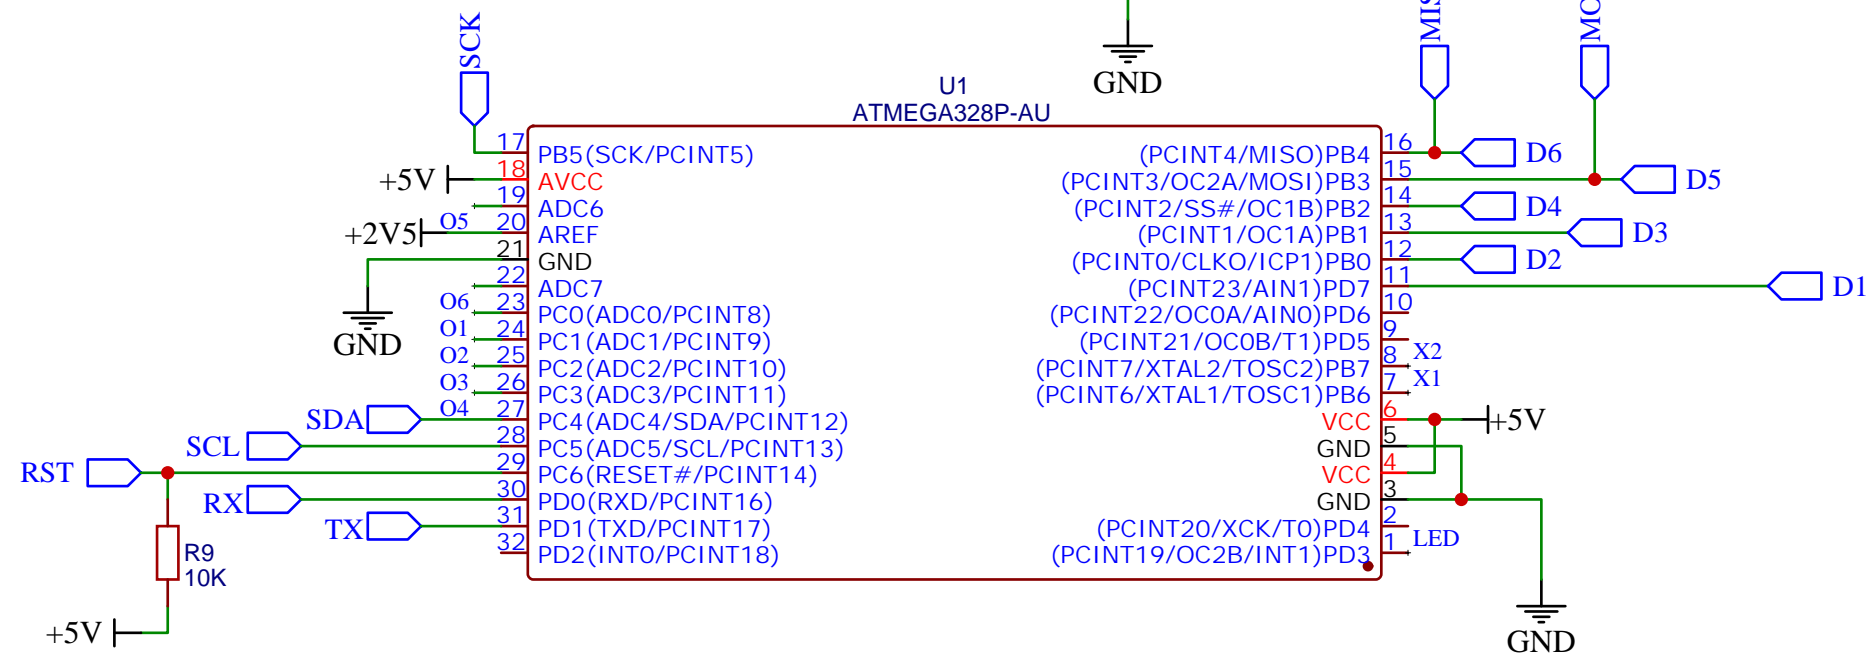 SCK
GND
U1
ATMEGA328P-AU
17 PB5(SCK/PCINT5)
+5V 18 AVCC
19 ADC6
+2V5 O5 20 AREF
21 GND
22 ADC7
O6 23 PC0(ADC0/PCINT8)
GND
O1 24 PC1(ADC1/PCINT9)
O2 25 PC2(ADC2/PCINT10)
O3 26 PC3(ADC3/PCINT11)
SDA O4 27 PC4(ADC4/SDA/PCINT12)
SCL 28 PC5(ADC5/SCL/PCINT13)
RST 29 PC6(RESET#/PCINT14)
RX 30 PD0(RXD/PCINT16)
TX 31 PD1(TXD/PCINT17)
32 PD2(INT0/PCINT18)
R9
10K
+5V
(PCINT4/MISO)PB4 16 D6
(PCINT3/OC2A/MOSI)PB3 15 D5
(PCINT2/SS#/OC1B)PB2 14 D4
(PCINT1/OC1A)PB1 13 D3
(PCINT0/CLKO/ICP1)PB0 12 D2
(PCINT23/AIN1)PD7 11 D1
(PCINT22/OC0A/AIN0)PD6 10
(PCINT21/OC0B/T1)PD5 9
(PCINT7/XTAL2/TOSC2)PB7 8 X2
(PCINT6/XTAL1/TOSC1)PB6 7 X1
VCC 6 +5V
GND 5
VCC 4
GND 3
(PCINT20/XCK/T0)PD4 2
(PCINT19/OC2B/INT1)PD3 1 LED
GND